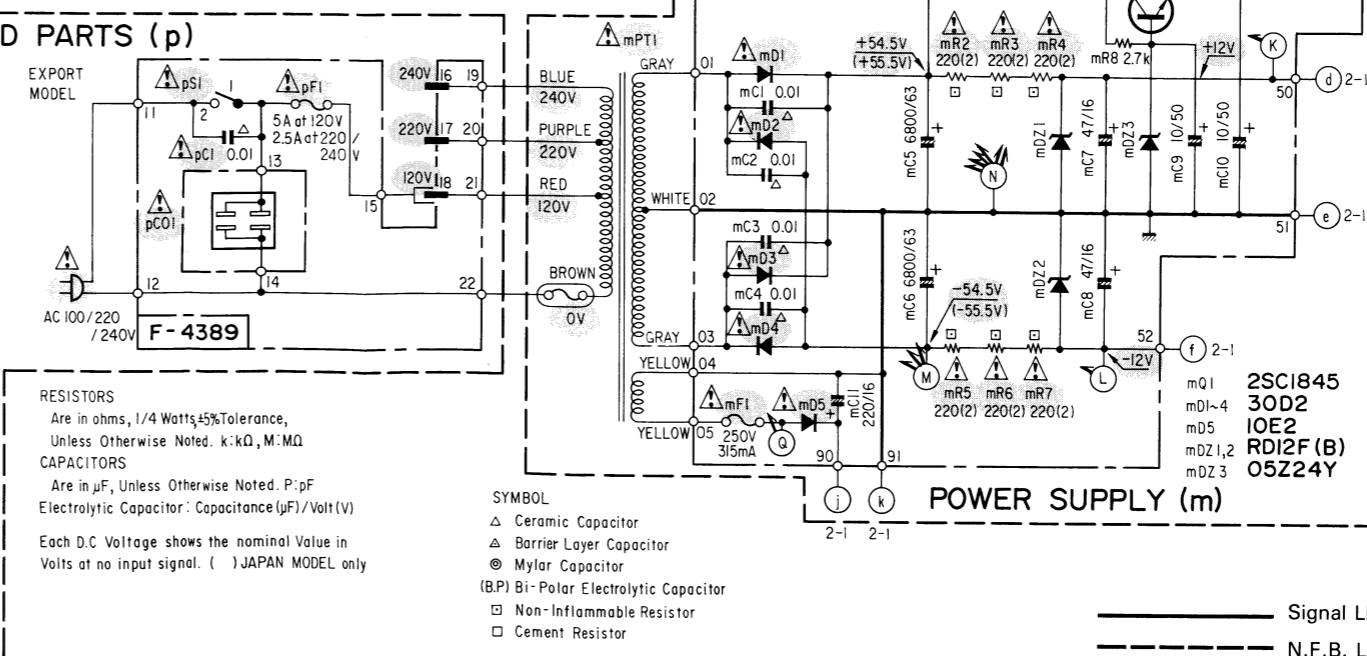 D PARTS (p)
EXPORT
MODEL
pS1
1
2
11
pF1
5A at 120V
2.5A at 220/
240V
pC1 0.01
13
pCO1
14
12
AC 100/220
/240V
F-4389
15
240V 16 19
220V 17 20
120V 18 21
22
BLUE
240V
PURPLE
220V
RED
120V
BROWN
0V
mPT1
GRAY 01
WHITE 02
GRAY 03
YELLOW 04
YELLOW 05
mD1
mC1 0.01
mD2
mC2 0.01
mC3 0.01
mD3
mC4 0.01
mD4
mF1
250V
315mA
Q
mD5
mC11
220/16
90
91
j
k
2-1 2-1
+54.5V
(+55.5V)
mR2 mR3 mR4
220(2) 220(2) 220(2)
mC5 6800/63
N
mC6 6800/63
-54.5V
(-55.5V)
M
mR5 mR6 mR7
220(2) 220(2) 220(2)
mDZ1
mC7 47/16
mDZ3
mC9 10/50
mC10 10/50
mR8 2.7k
+12V
K
50
d 2-1
51
e 2-1
mDZ2
mC8 47/16
52
f 2-1
-12V
L
mQ1 2SC1845
mD1~4 30D2
mD5 10E2
mDZ1,2 RD12F(B)
mDZ3 05Z24Y
POWER SUPPLY (m)
RESISTORS
Are in ohms, 1/4 Watts,±5%Tolerance,
Unless Otherwise Noted. k:kΩ, M:MΩ
CAPACITORS
Are in μF, Unless Otherwise Noted. P:pF
Electrolytic Capacitor: Capacitance (μF)/Volt (V)
Each D.C Voltage shows the nominal Value in
Volts at no input signal. ( ) JAPAN MODEL only
SYMBOL
Ceramic Capacitor
Barrier Layer Capacitor
Mylar Capacitor
(B.P) Bi-Polar Electrolytic Capacitor
Non-Inflammable Resistor
Cement Resistor
Signal Li
N.F.B. L